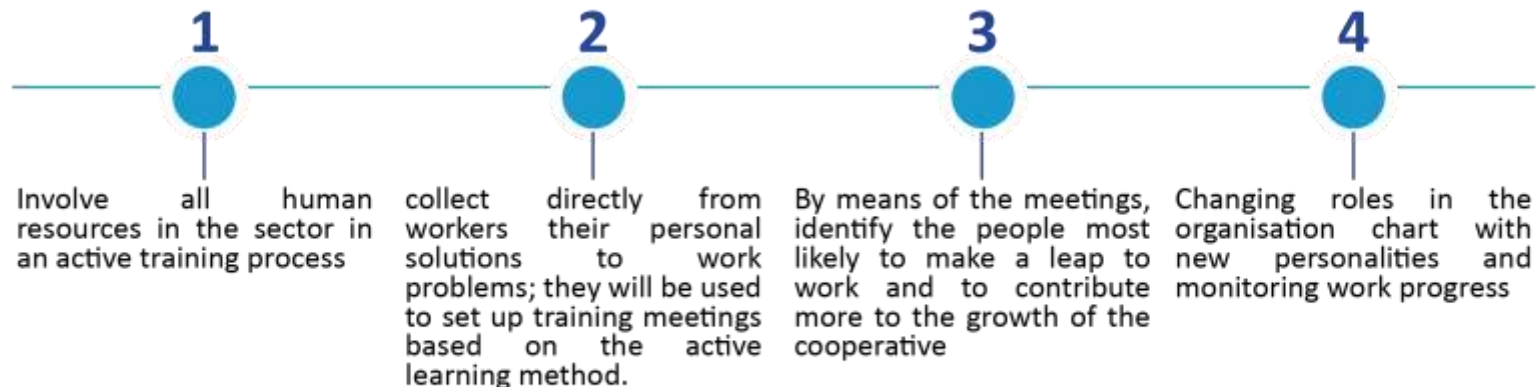 1
Involve all human
resources in the sector in
an active training process
2
collect directly from
workers their personal
solutions to work
problems; they will be used
to set up training meetings
based on the active
learning method.
3
By means of the meetings,
identify the people most
likely to make a leap to
work and to contribute
more to the growth of the
cooperative
4
Changing roles in the
organisation chart with
new personalities and
monitoring work progress